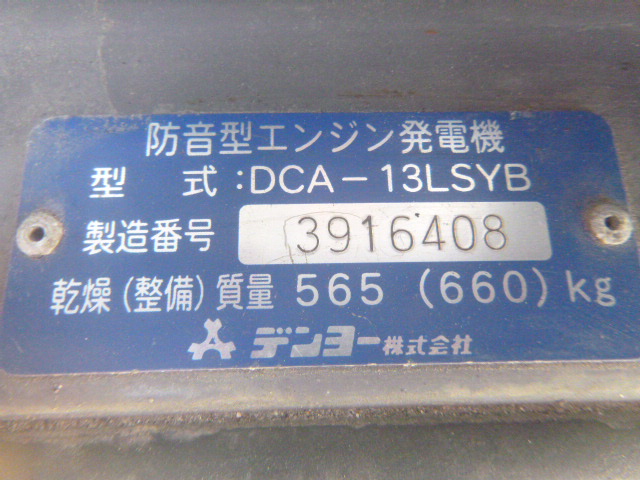 防音型エンジン発電機
型 式:DCA-13LSYB
製造番号 3916408
乾燥(整備)質量 565 (660)kg
デンヨー株式会社